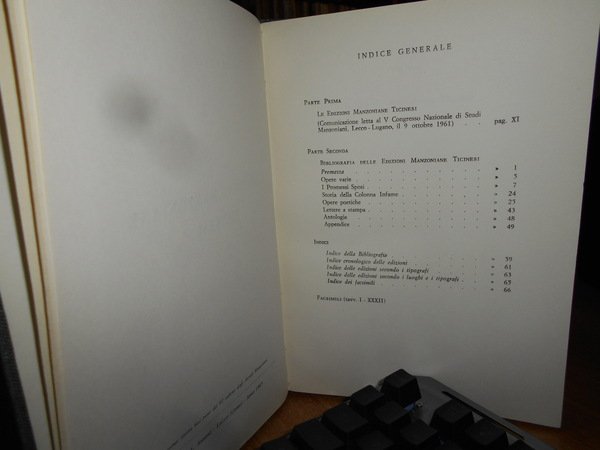 INDICE GENERALE
PARTE PRIMA
LE EDIZIONI MANZONIANE TICINESI
(Comunicazione letta al V Congresso Nazionale di Studi
Manzoniani, Lecco - Lugano, il 9 ottobre 1961) . . pag. XI
PARTE SECONDA
BIBLIOGRAFIA DELLE EDIZIONI MANZONIANE TICINESI
Premessa . . . . . . . . . . . » 1
Opere varie . . . . . . . . . . . » 5
I Promessi Sposi . . . . . . . . . . » 7
Storia della Colonna Infame . . . . . . . . » 24
Opere poetiche . . . . . . . . . . » 25
Lettere a stampa . . . . . . . . . . » 43
Antologie . . . . . . . . . . . » 48
Appendice . . . . . . . . . . . » 49
INDICI
Indice della Bibliografia . . . . . . . . » 59
Indice cronologico delle edizioni . . . . . . » 61
Indice delle edizioni secondo i tipografi . . . . » 63
Indice delle edizioni secondo i luoghi e i tipografi . . » 65
Indice dei facsimili . . . . . . . . . » 66
FACSIMILI (tavv. I - XXXII)